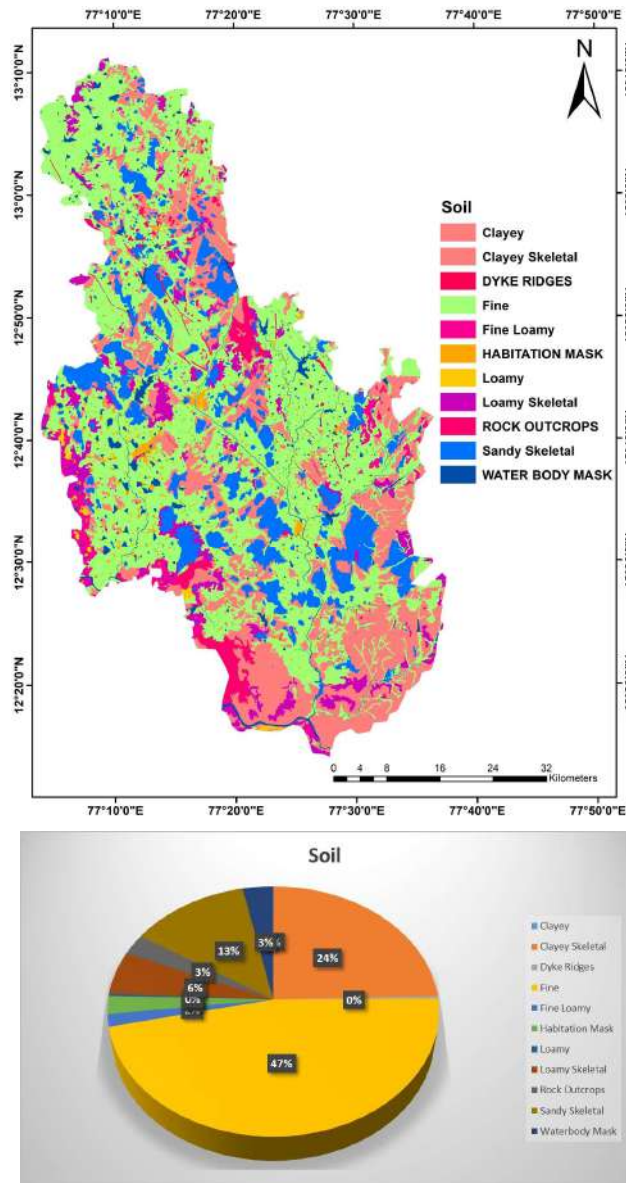 77°0'0"N 77°20'0"N 77°30'0"N 77°40'0"N 77°50'0"N
N
13°10'0"N
13°0'0"N
12°50'0"N
12°40'0"N
12°30'0"N
12°20'0"N
Soil
Clayey
Clayey Skeletal
DYKE RIDGES
Fine
Fine Loamy
HABITATION MASK
Loamy
Loamy Skeletal
ROCK OUTCROPS
Sandy Skeletal
WATER BODY MASK
0 2 4 8 16 24 32
Kilometers
77°10'0"N 77°20'0"N 77°30'0"N 77°40'0"N 77°50'0"N
Soil
3%
24%
13%
3%
6%
0%
0%
47%
Clayey
Clayey Skeletal
Dyke Ridges
Fine
Fine Loamy
Habitation Mask
Loamy
Loamy Skeletal
Rock Outcrops
Sandy Skeletal
Waterbody Mask